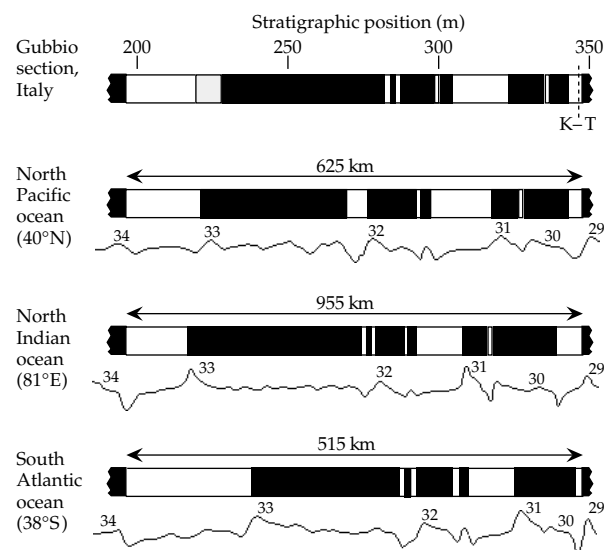 Stratigraphic position (m)
Gubbio section, Italy
200 250 300 350
K–T
North Pacific ocean (40°N)
625 km
34 33 32 31 30 29
North Indian ocean (81°E)
955 km
34 33 32 31 30 29
South Atlantic ocean (38°S)
515 km
34 33 32 31 30 29